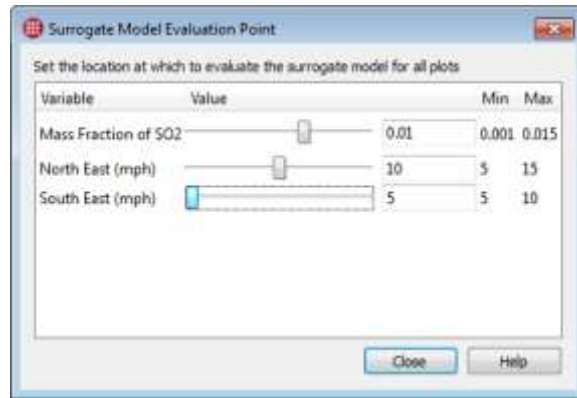 Surrogate Model Evaluation Point
Set the location at which to evaluate the surrogate model for all plots
Variable Value Min Max
Mass Fraction of SO2 0.01 0.001 0.015
North East (mph) 10 5 15
South East (mph) 5 5 10
Close Help